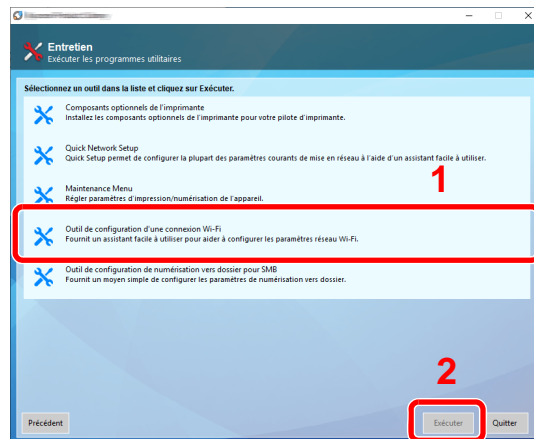 Entretien
Exécuter les programmes utilitaires
Sélectionnez un outil dans la liste et cliquez sur Exécuter.
Composants optionnels de l'imprimante
Installez les composants optionnels de l'imprimante pour votre pilote d'imprimante.
Quick Network Setup
Quick Setup permet de configurer la plupart des paramètres courants de mise en réseau à l'aide d'un assistant facile à utiliser.
1
Maintenance Menu
Régler paramètres d'impression/numérisation de l'appareil.
Outil de configuration d'une connexion Wi-Fi
Fournit un assistant facile à utiliser pour aider à configurer les paramètres réseau Wi-Fi.
Outil de configuration de numérisation vers dossier pour SMB
Fournit un moyen simple de configurer les paramètres de numérisation vers dossier.
2
Précédent Exécuter Quitter